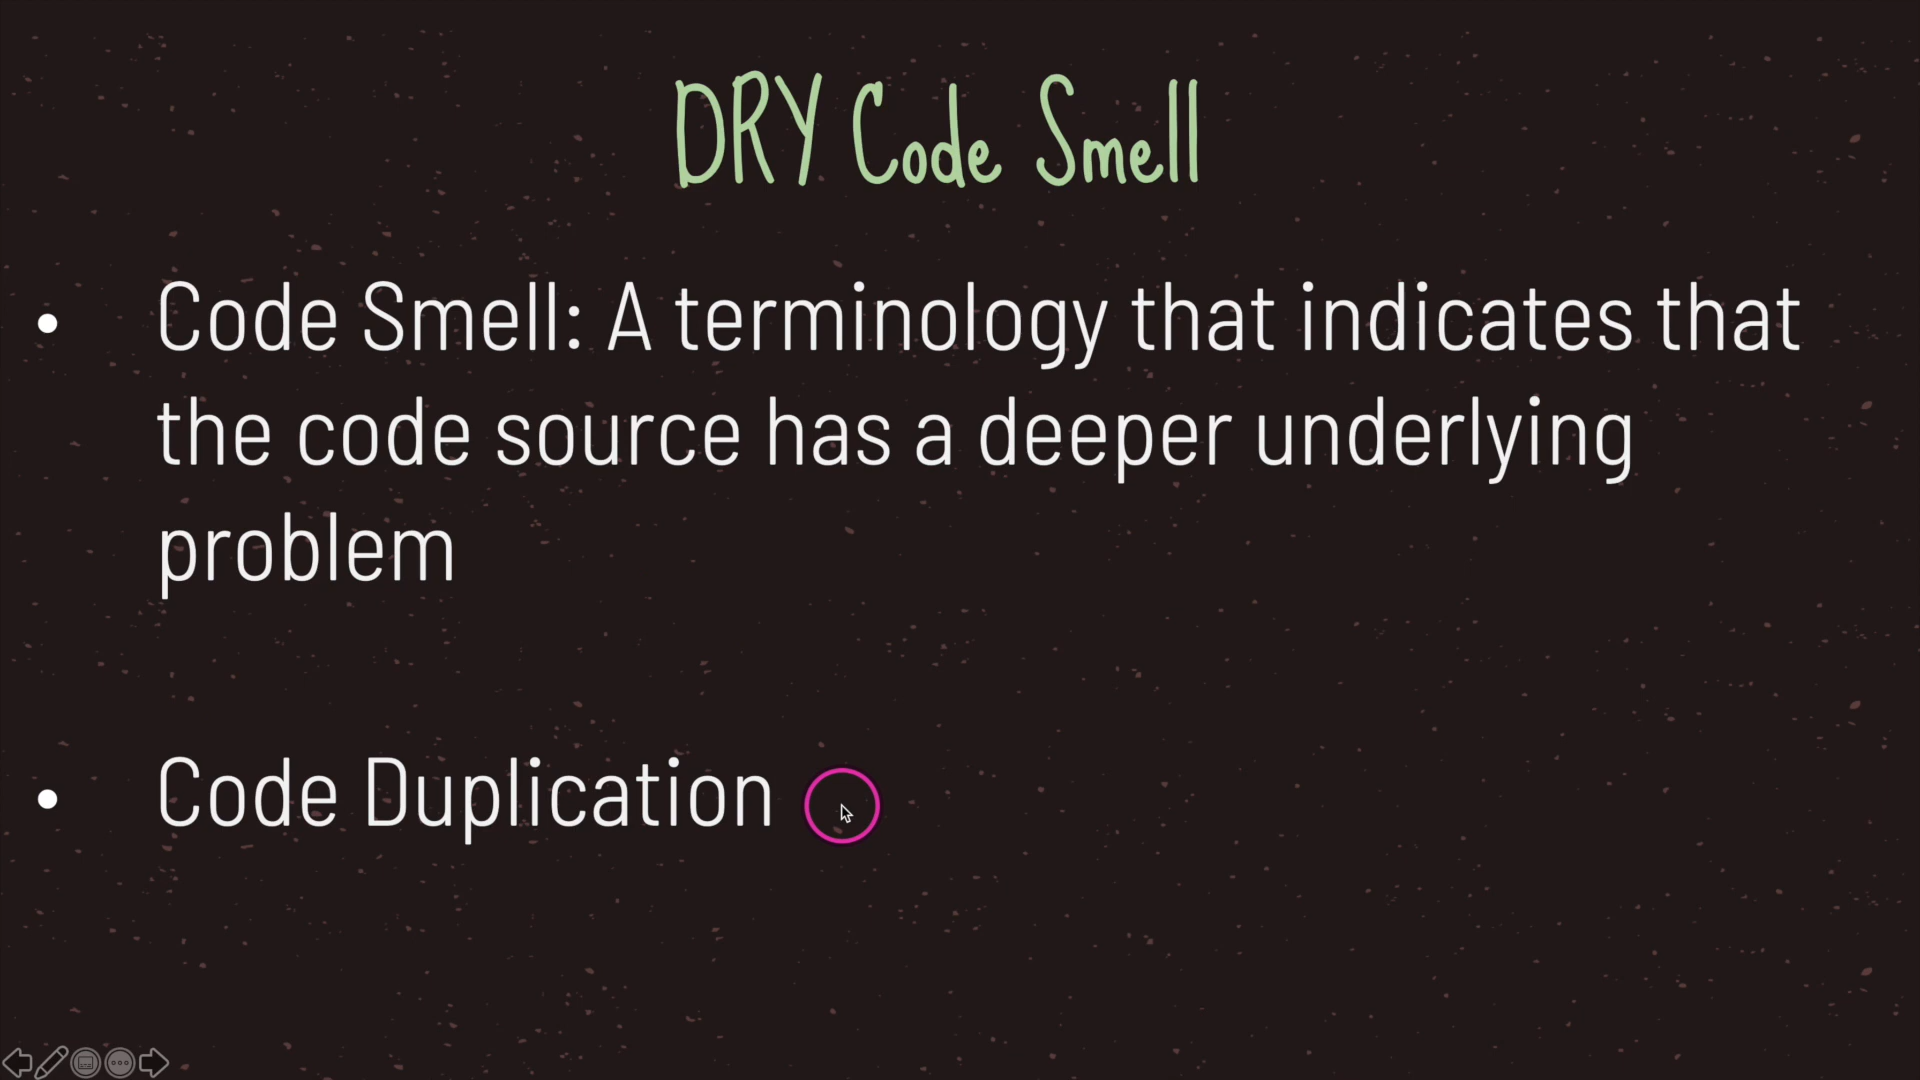 DRY Code Smell
• Code Smell: A terminology that indicates that
the code source has a deeper underlying
problem
• Code Duplication